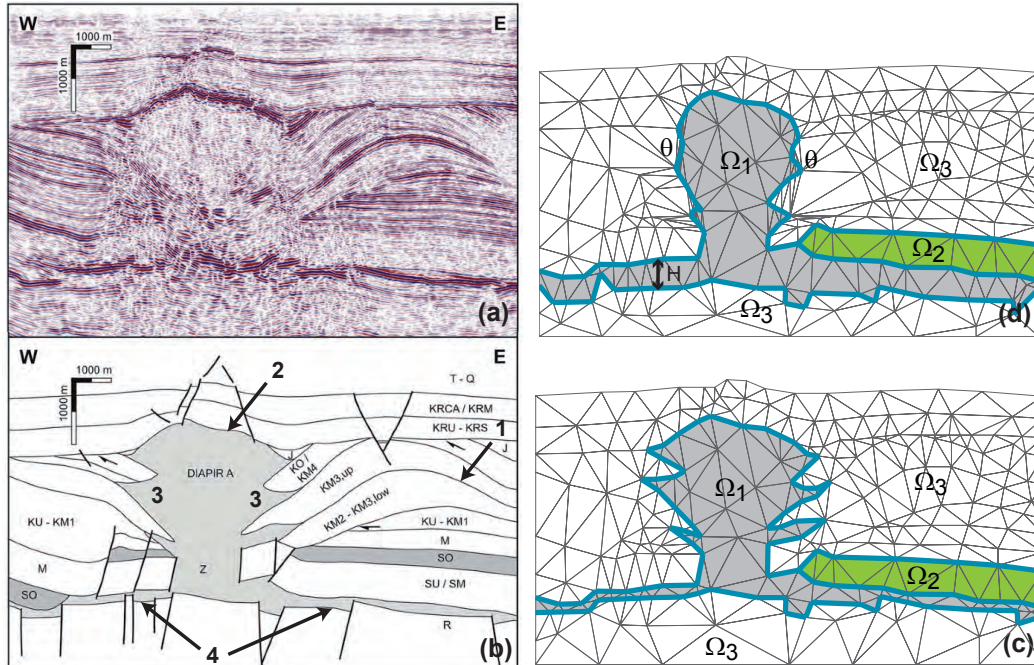 W
E
1000 m
1000 m
(a)
W
E
1000 m
1000 m
2
T - Q
KRCA / KRM
KRU - KRS
1
J
J
KO /
KM4
DIAPIR A
3
3
KM3,up
KM2 - KM3,low
KU - KM1
KU - KM1
M
SO
M
Z
SU / SM
SO
R
4
(b)
θ
Ω1
θ
Ω3
Ω2
H
Ω3
(d)
Ω1
Ω3
Ω2
Ω3
(c)